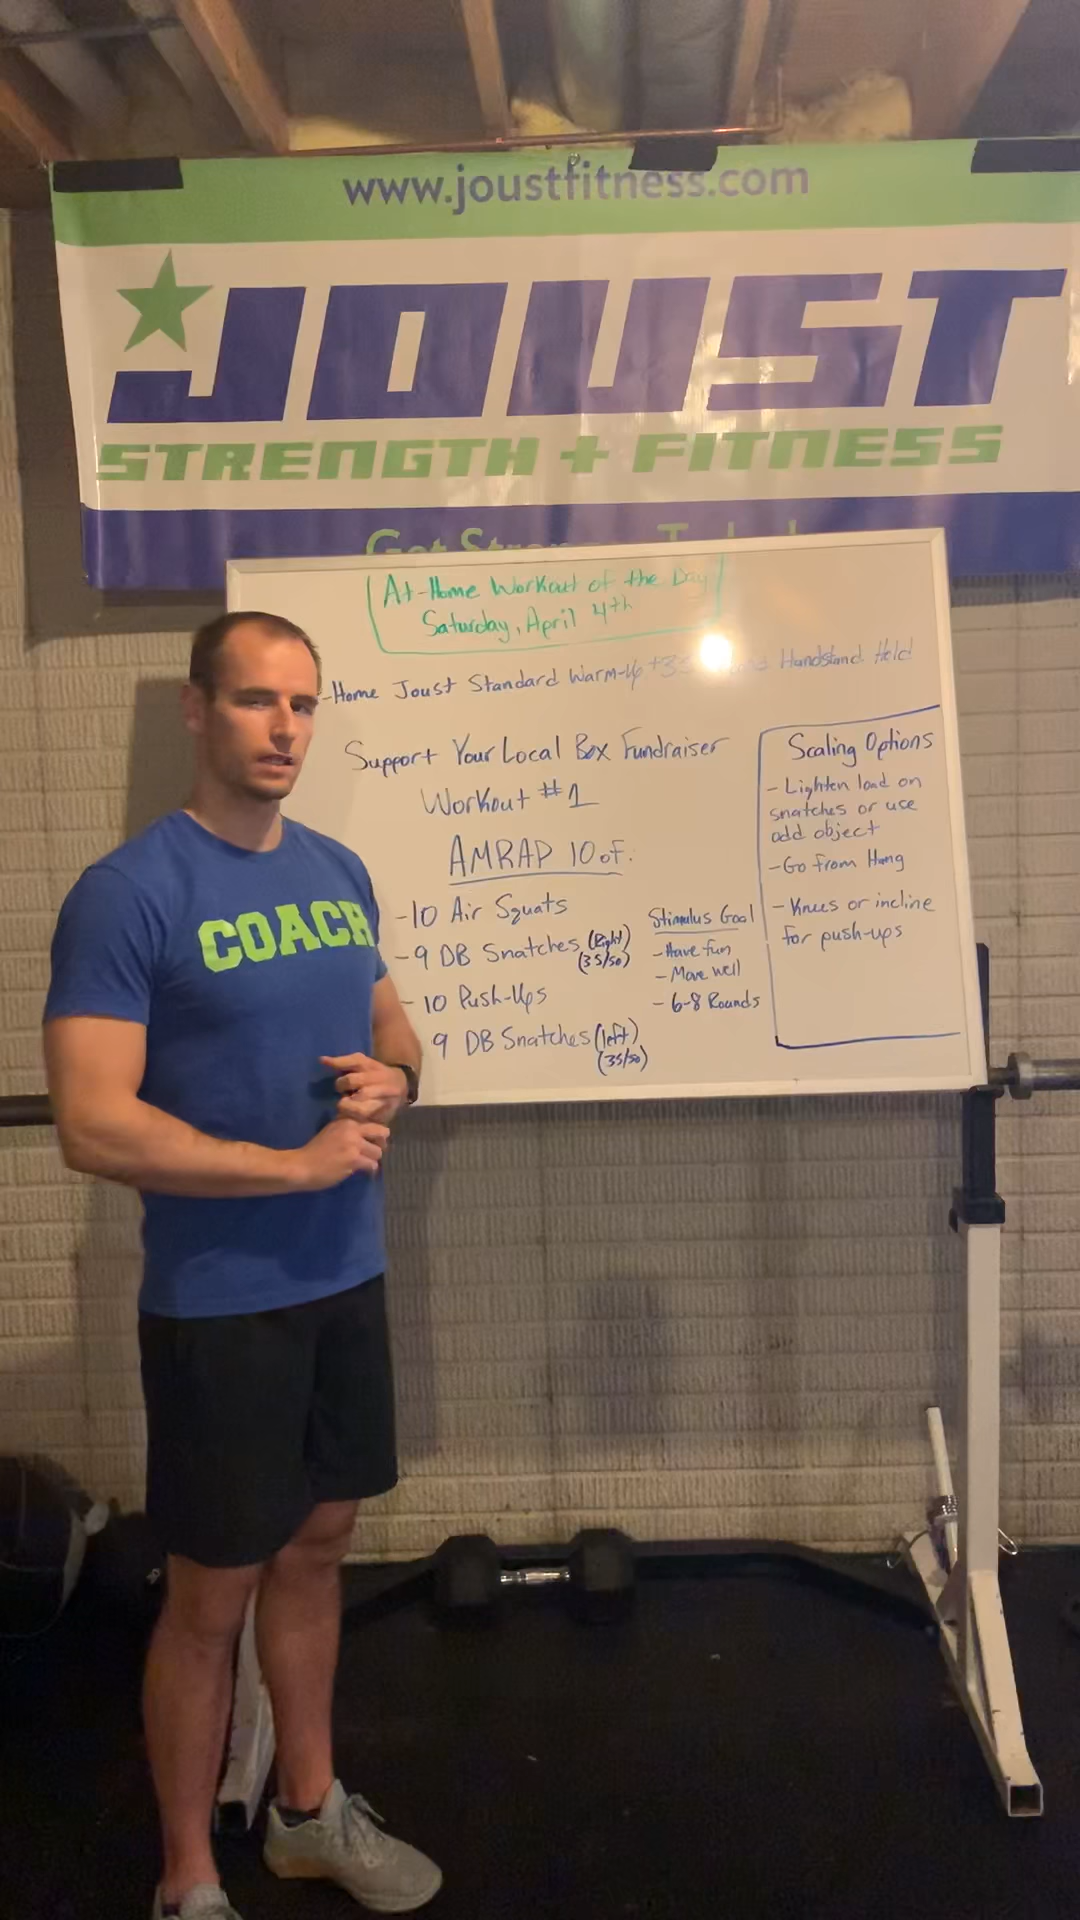 www.joustfitness.com
JOUST
STRENGTH + FITNESS
Get
At-Home Workout of the Day
Saturday, April 4th
-Home Joust Standard Warm-Up + Handstand Hold
Support Your Local Box Fundraiser
Workout #1
AMRAP 10 of:
-10 Air Squats
-9 DB Snatches (Right)
(35/50)
-10 Push-Ups
9 DB Snatches (left)
(35/50)
Stimulus Goal
-Have fun
-Move well
-6-8 Rounds
Scaling Options
-Lighten load on
snatches or use
odd object
-Go from Hang
-Knees or incline
for push-ups
COACH